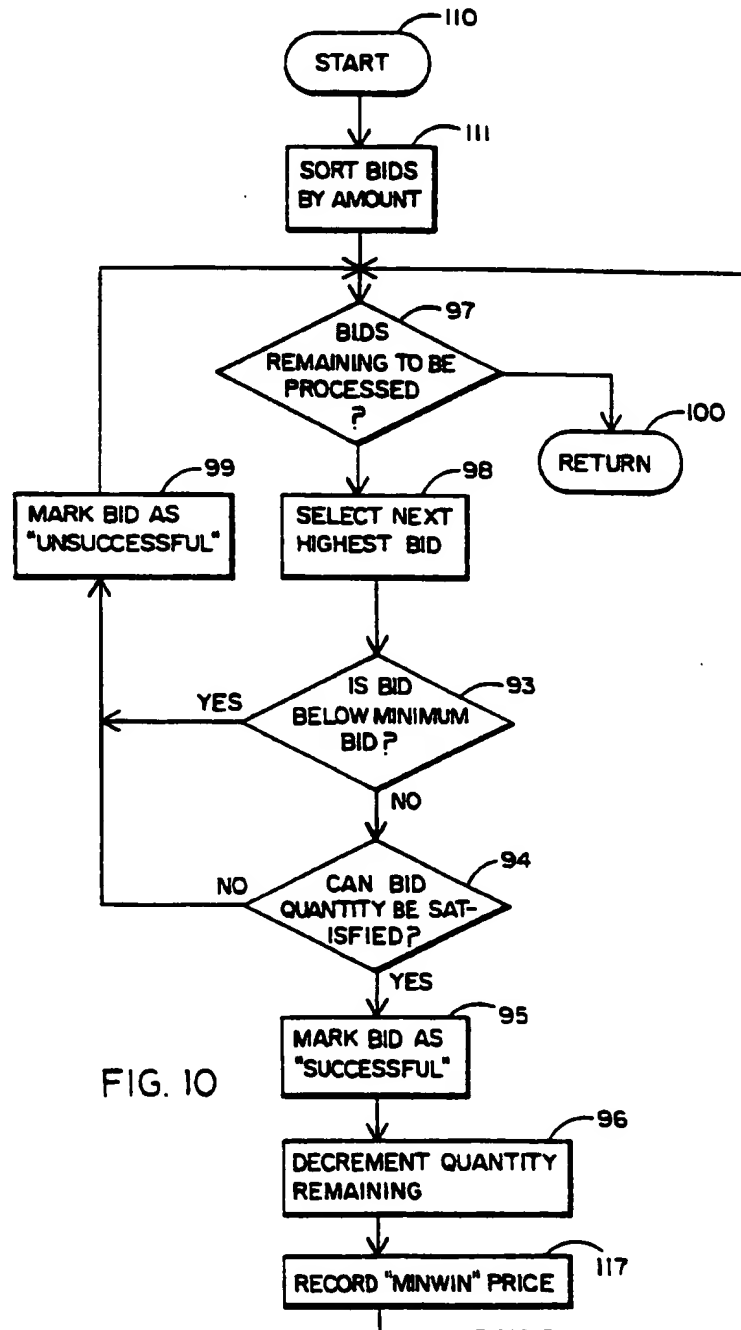 110
START
111
SORT BIDS
BY AMOUNT
97
BIDS
REMAINING TO BE
PROCESSED
?
100
RETURN
99
MARK BID AS
"UNSUCCESSFUL"
98
SELECT NEXT
HIGHEST BID
93
YES
IS BID
BELOW MINIMUM
BID?
NO
94
NO
CAN BID
QUANTITY BE SAT-
ISFIED?
YES
95
MARK BID AS
"SUCCESSFUL"
FIG. 10
96
DECREMENT QUANTITY
REMAINING
117
RECORD "MINWIN" PRICE